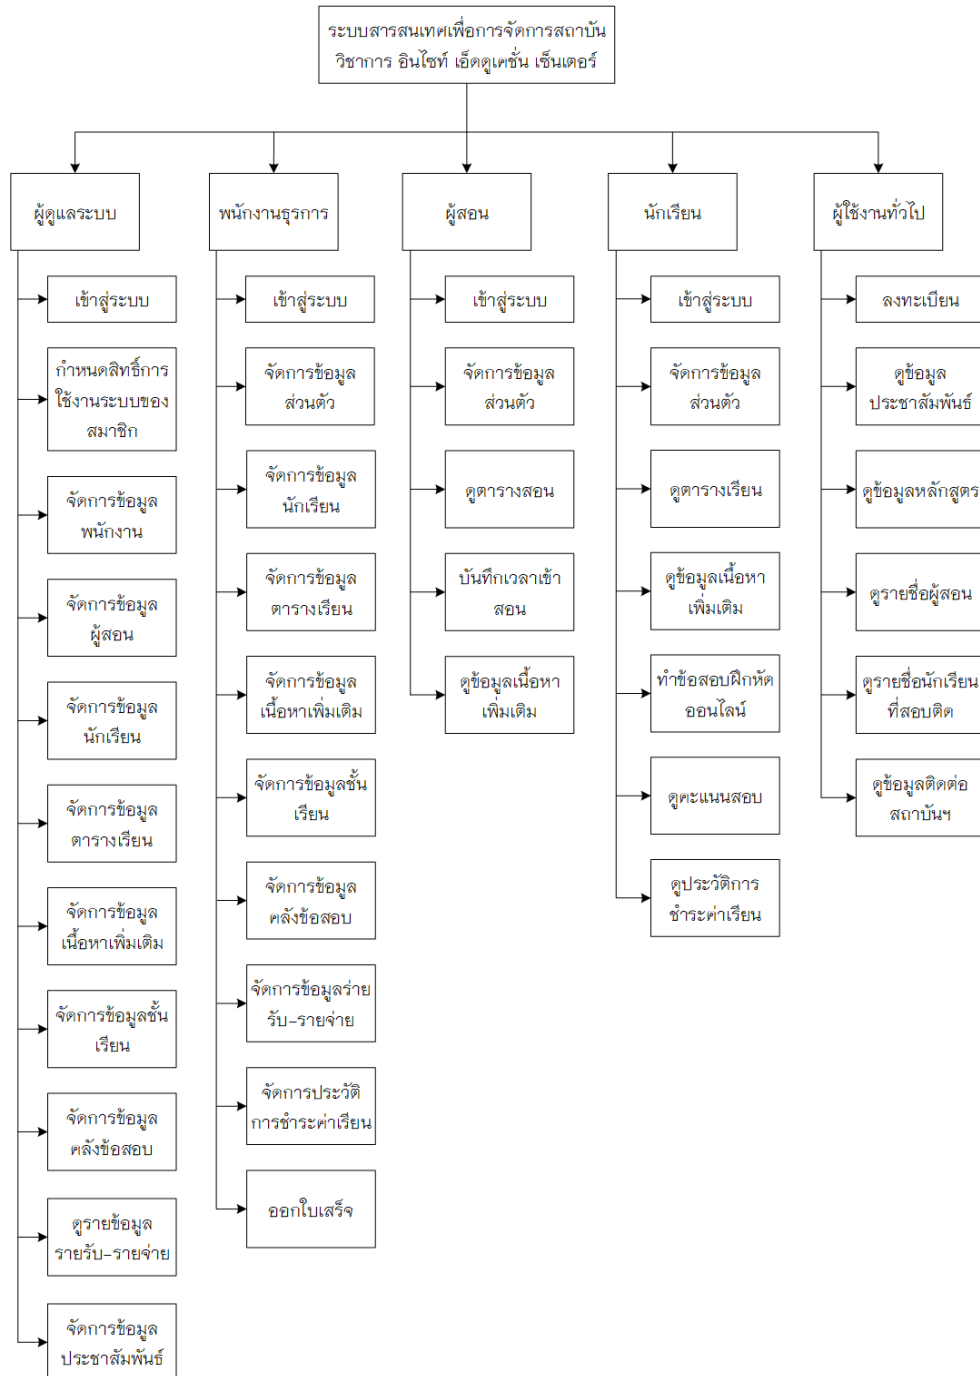 ระบบสารสนเทศเพื่อการจัดการสถาบัน
วิชาการ อินไซท์ เอ็ดดูเคชั่น เซ็นเตอร์
ผู้ดูแลระบบ
เข้าสู่ระบบ
กำหนดสิทธิ์การ
ใช้งานระบบของ
สมาชิก
จัดการข้อมูล
พนักงาน
จัดการข้อมูล
ผู้สอน
จัดการข้อมูล
นักเรียน
จัดการข้อมูล
ตารางเรียน
จัดการข้อมูล
เนื้อหาเพิ่มเติม
จัดการข้อมูลชั้น
เรียน
จัดการข้อมูล
คลังข้อสอบ
ดูรายข้อมูล
รายรับ-รายจ่าย
จัดการข้อมูล
ประชาสัมพันธ์
พนักงานธุรการ
เข้าสู่ระบบ
จัดการข้อมูล
ส่วนตัว
จัดการข้อมูล
นักเรียน
จัดการข้อมูล
ตารางเรียน
จัดการข้อมูล
เนื้อหาเพิ่มเติม
จัดการข้อมูลชั้น
เรียน
จัดการข้อมูล
คลังข้อสอบ
จัดการข้อมูลร่าย
รับ-รายจ่าย
จัดการประวัติ
การชำระค่าเรียน
ออกใบเสร็จ
ผู้สอน
เข้าสู่ระบบ
จัดการข้อมูล
ส่วนตัว
ดูตารางสอน
บันทึกเวลาเข้า
สอน
ดูข้อมูลเนื้อหา
เพิ่มเติม
นักเรียน
เข้าสู่ระบบ
จัดการข้อมูล
ส่วนตัว
ดูตารางเรียน
ดูข้อมูลเนื้อหา
เพิ่มเติม
ทำข้อสอบฝึกหัด
ออนไลน์
ดูคะแนนสอบ
ดูประวัติการ
ชำระค่าเรียน
ผู้ใช้งานทั่วไป
ลงทะเบียน
ดูข้อมูล
ประชาสัมพันธ์
ดูข้อมูลหลักสูตร
ดูรายชื่อผู้สอน
ดูรายชื่อนักเรียน
ที่สอบติด
ดูข้อมูลติดต่อ
สถาบันฯ